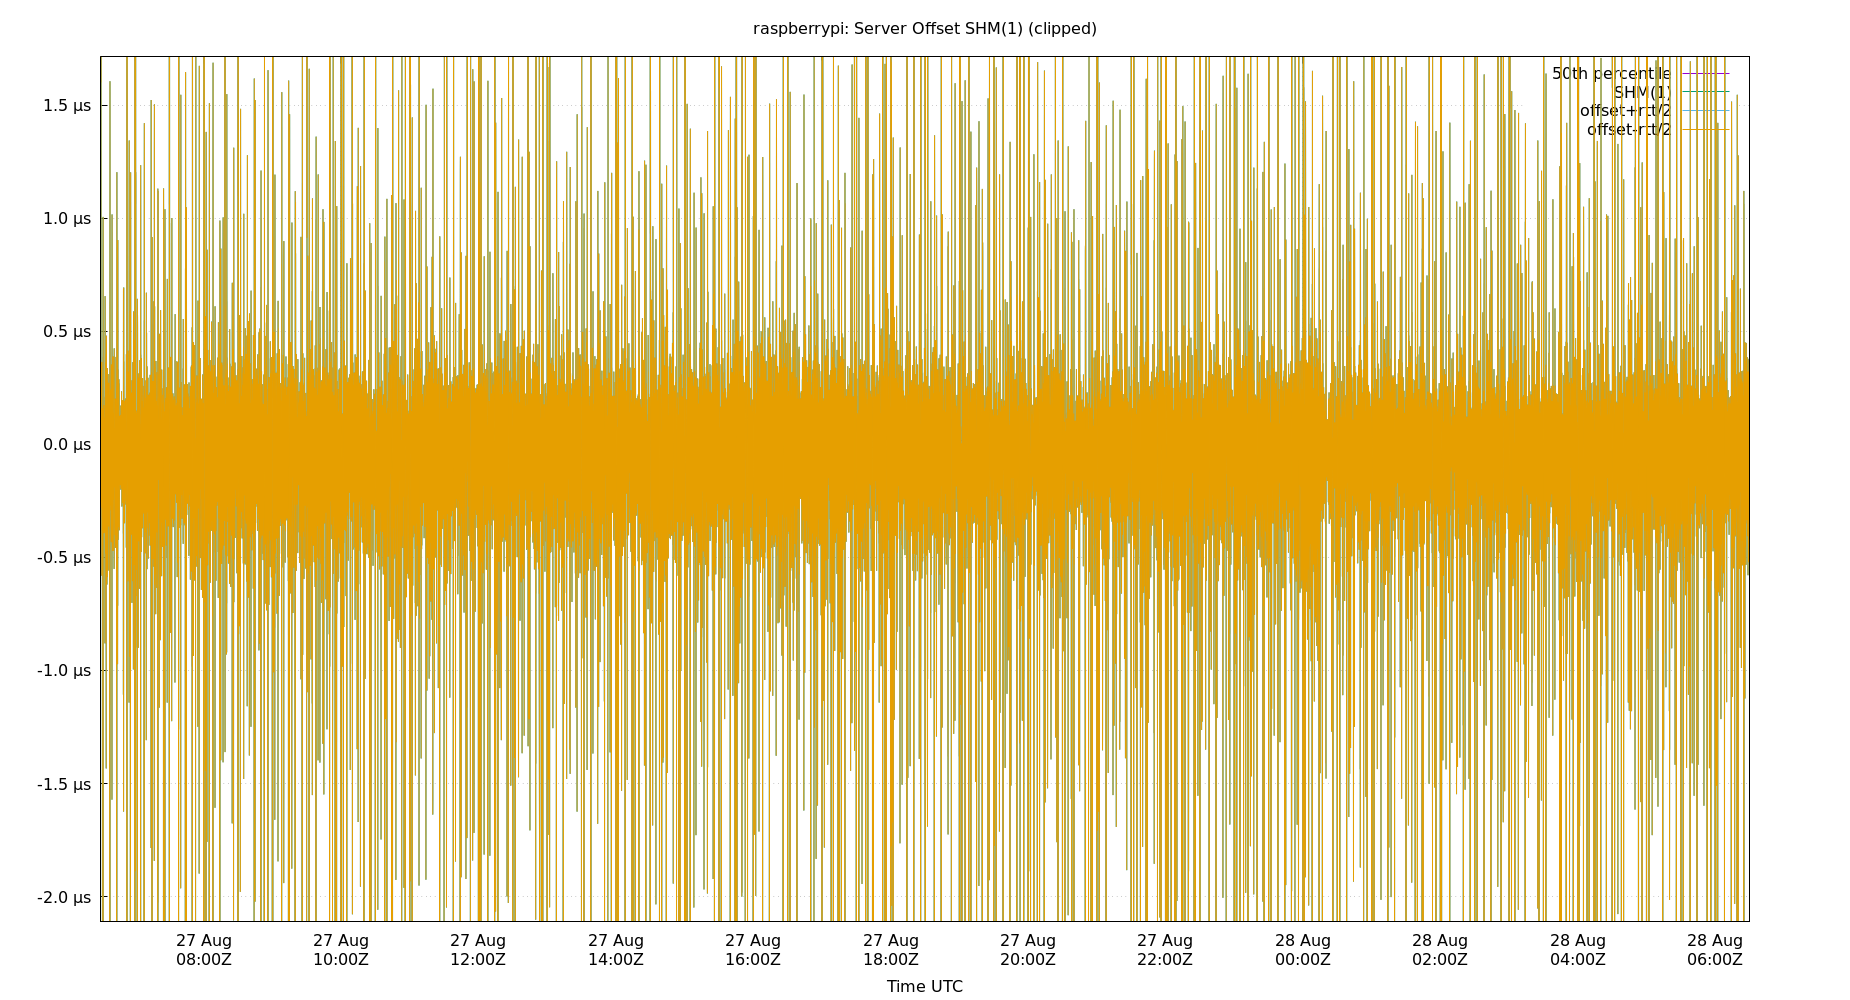 raspberrypi: Server Offset SHM(1) (clipped)
50th percentile
SHM(1)
offset+rtt/2
offset-rtt/2
1.5 µs
1.0 µs
0.5 µs
0.0 µs
-0.5 µs
-1.0 µs
-1.5 µs
-2.0 µs
27 Aug 27 Aug 27 Aug 27 Aug 27 Aug 27 Aug 27 Aug 27 Aug 28 Aug 28 Aug 28 Aug 28 Aug
08:00Z 10:00Z 12:00Z 14:00Z 16:00Z 18:00Z 20:00Z 22:00Z 00:00Z 02:00Z 04:00Z 06:00Z
Time UTC